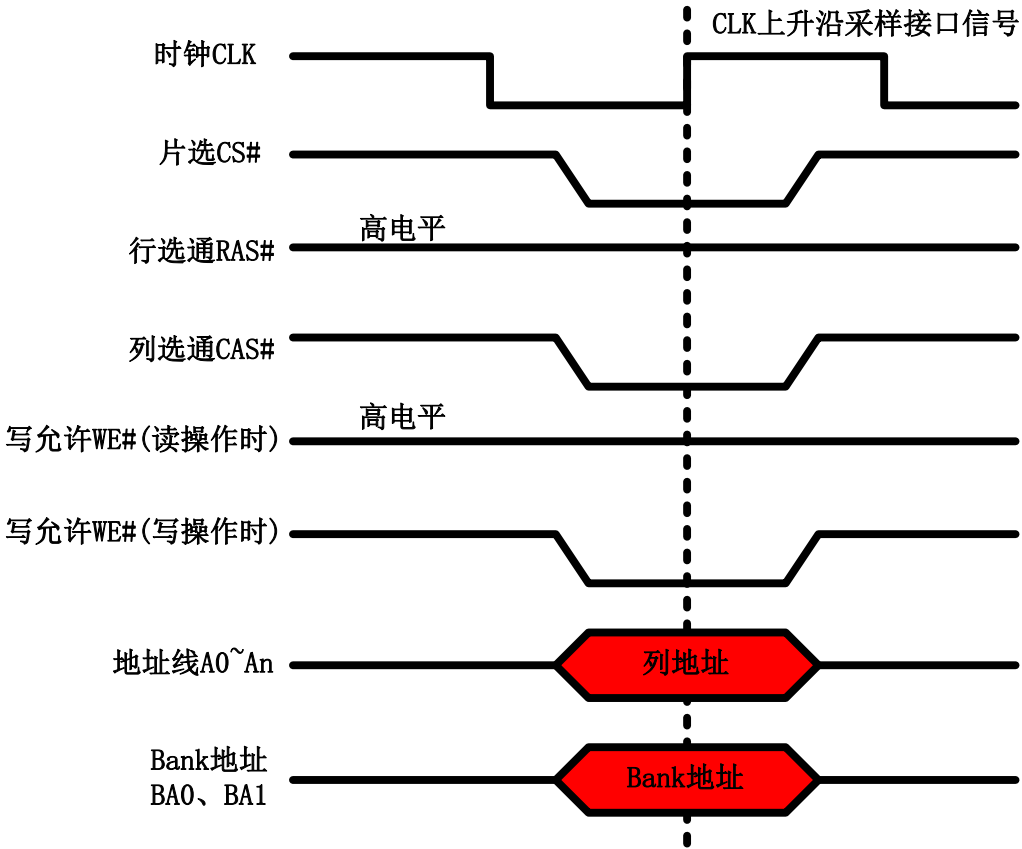 CLK上升沿采样接口信号
时钟CLK
片选CS#
高电平
行选通RAS#
列选通CAS#
高电平
写允许WE#(读操作时)
写允许WE#(写操作时)
地址线A0~An
列地址
Bank地址
BA0、BA1
Bank地址